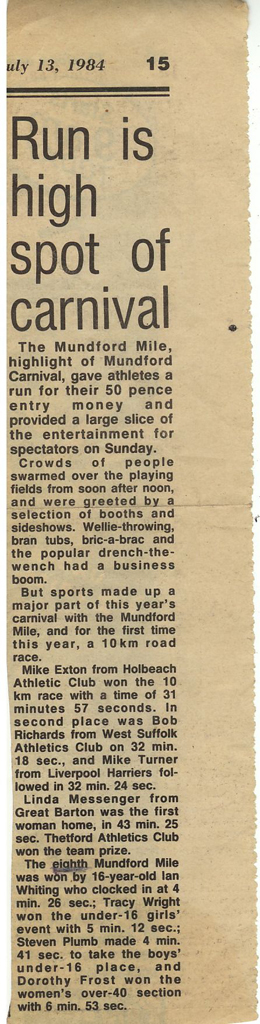 uly 13, 1984 15
Run is
high
spot of
carnival
The Mundford Mile,
highlight of Mundford
Carnival, gave athletes a
run for their 50 pence
entry money and
provided a large slice of
the entertainment for
spectators on Sunday.
Crowds of people
swarmed over the playing
fields from soon after noon,
and were greeted by a
selection of booths and
sideshows. Wellie-throwing,
bran tubs, bric-a-brac and
the popular drench-the-
wench had a business
boom.
But sports made up a
major part of this year's
carnival with the Mundford
Mile, and for the first time
this year, a 10km road
race.
Mike Exton from Holbeach
Athletic Club won the 10
km race with a time of 31
minutes 57 seconds. In
second place was Bob
Richards from West Suffolk
Athletics Club on 32 min.
18 sec., and Mike Turner
from Liverpool Harriers fol-
lowed in 32 min. 24 sec.
Linda Messenger from
Great Barton was the first
woman home, in 43 min. 25
sec. Thetford Athletics Club
won the team prize.
The eighth Mundford Mile
was won by 16-year-old Ian
Whiting who clocked in at 4
min. 26 sec.; Tracy Wright
won the under-16 girls'
event with 5 min. 12 sec.;
Steven Plumb made 4 min.
41 sec. to take the boys'
under-16 place, and
Dorothy Frost won the
women's over-40 section
with 6 min. 53 sec.